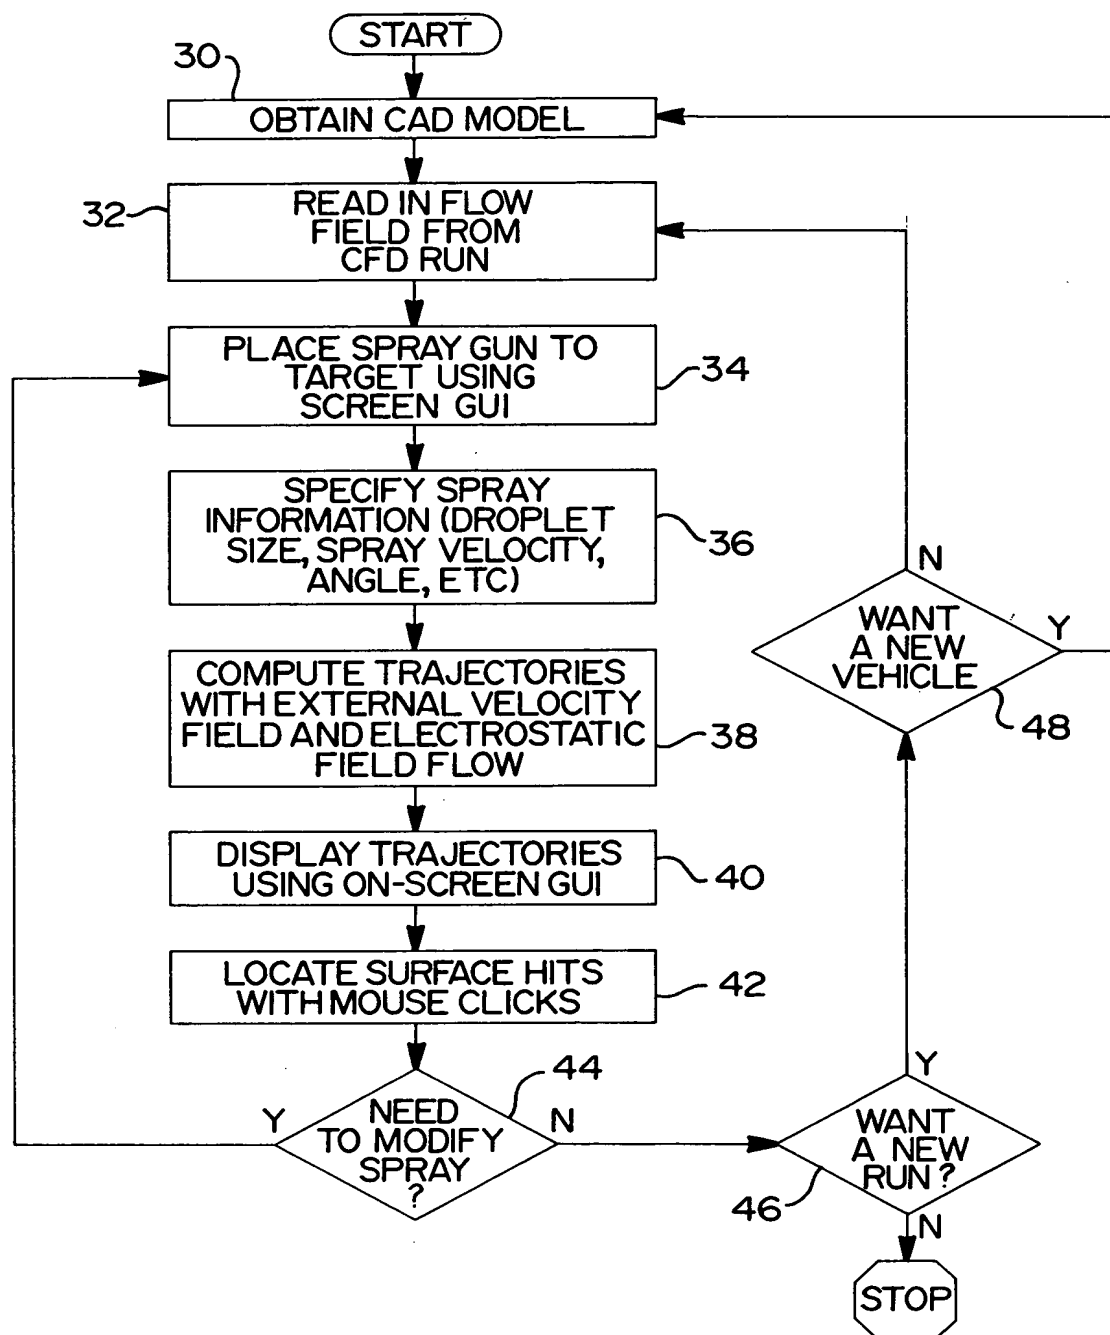 START
30
OBTAIN CAD MODEL
32
READ IN FLOW
FIELD FROM
CFD RUN
PLACE SPRAY GUN TO
TARGET USING
SCREEN GUI
34
SPECIFY SPRAY
INFORMATION (DROPLET
SIZE, SPRAY VELOCITY,
ANGLE, ETC)
36
COMPUTE TRAJECTORIES
WITH EXTERNAL VELOCITY
FIELD AND ELECTROSTATIC
FIELD FLOW
38
DISPLAY TRAJECTORIES
USING ON-SCREEN GUI
40
LOCATE SURFACE HITS
WITH MOUSE CLICKS
42
44
Y
NEED
TO MODIFY
SPRAY
?
N
Y
WANT
A NEW
RUN?
46
N
STOP
N
WANT
A NEW
VEHICLE
Y
48